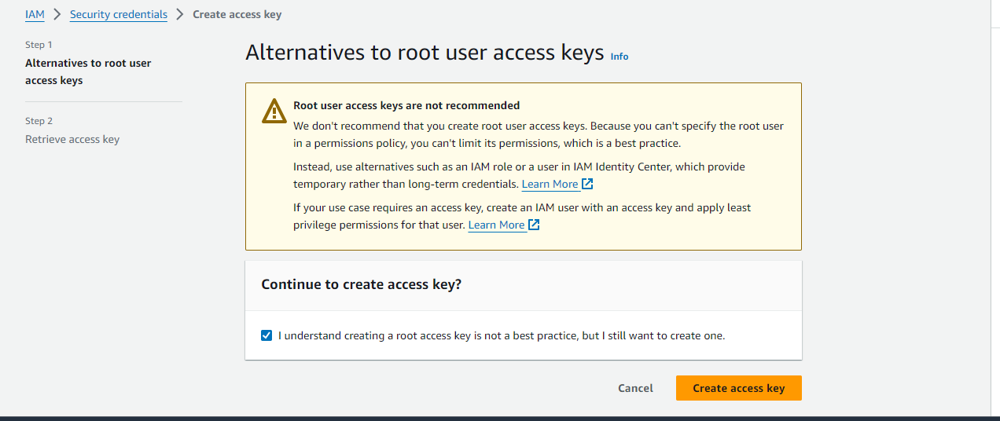 IAM > Security credentials > Create access key
Step 1
Alternatives to root user
access keys
Step 2
Retrieve access key
Alternatives to root user access keys Info
Root user access keys are not recommended
We don't recommend that you create root user access keys. Because you can't specify the root user
in a permissions policy, you can't limit its permissions, which is a best practice.
Instead, use alternatives such as an IAM role or a user in IAM Identity Center, which provide
temporary rather than long-term credentials. Learn More
If your use case requires an access key, create an IAM user with an access key and apply least
privilege permissions for that user. Learn More
Continue to create access key?
I understand creating a root access key is not a best practice, but I still want to create one.
Cancel
Create access key